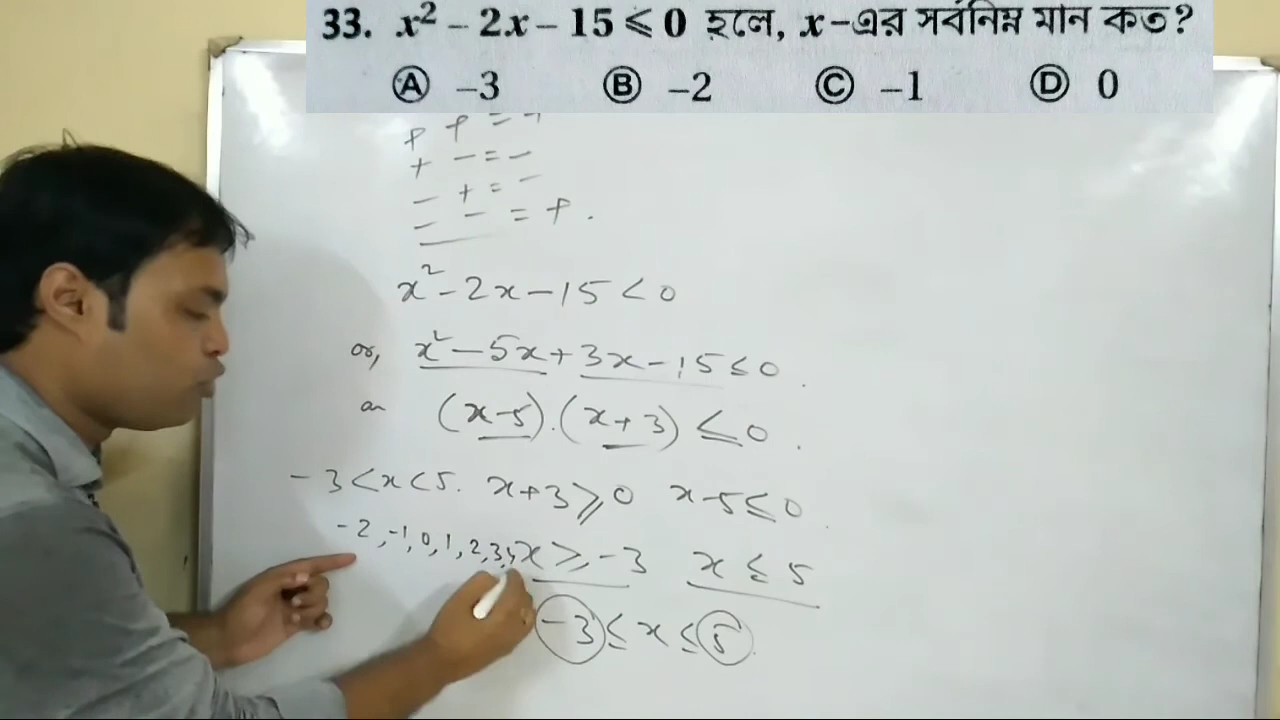 33. x² – 2x – 15 ⩽ 0 হলে, x-এর সর্বনিম্ন মান কত?
Ⓐ –3 Ⓑ –2 Ⓒ –1 Ⓓ 0
+ + = +
+ – = –
– + = –
– – = + .
x² – 2x – 15 < 0
or, x² – 5x + 3x – 15 ≤ 0 .
or (x – 5) . (x + 3) ≤ 0 .
– 3 < x < 5 . x + 3 ⩾ 0 x – 5 ≤ 0 .
–2, –1, 0, 1, 2, 3, 4 x ⩾ –3 x ≤ 5
–3 ≤ x ≤ 5 .